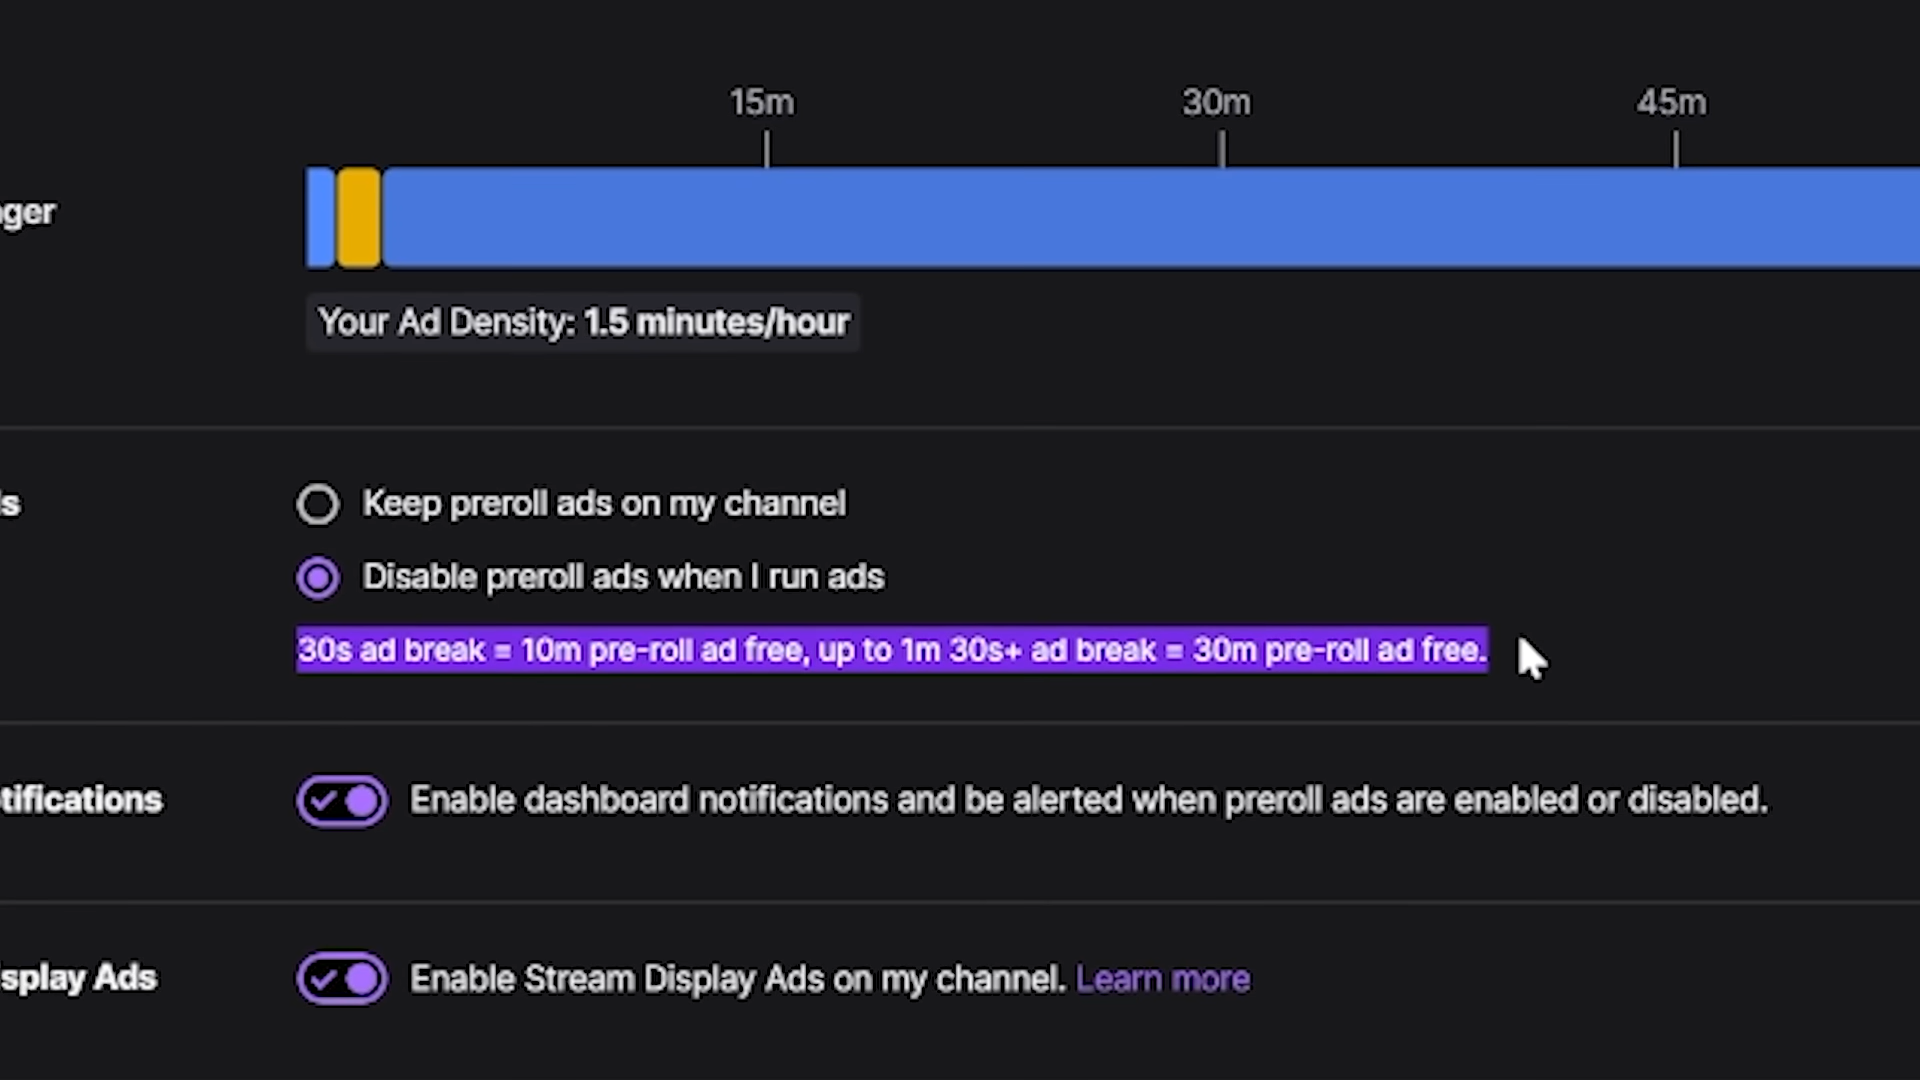 15m 30m 45m
ger
Your Ad Density: 1.5 minutes/hour
s
Keep preroll ads on my channel
Disable preroll ads when I run ads
30s ad break = 10m pre-roll ad free, up to 1m 30s+ ad break = 30m pre-roll ad free.
tifications
Enable dashboard notifications and be alerted when preroll ads are enabled or disabled.
splay Ads
Enable Stream Display Ads on my channel. Learn more